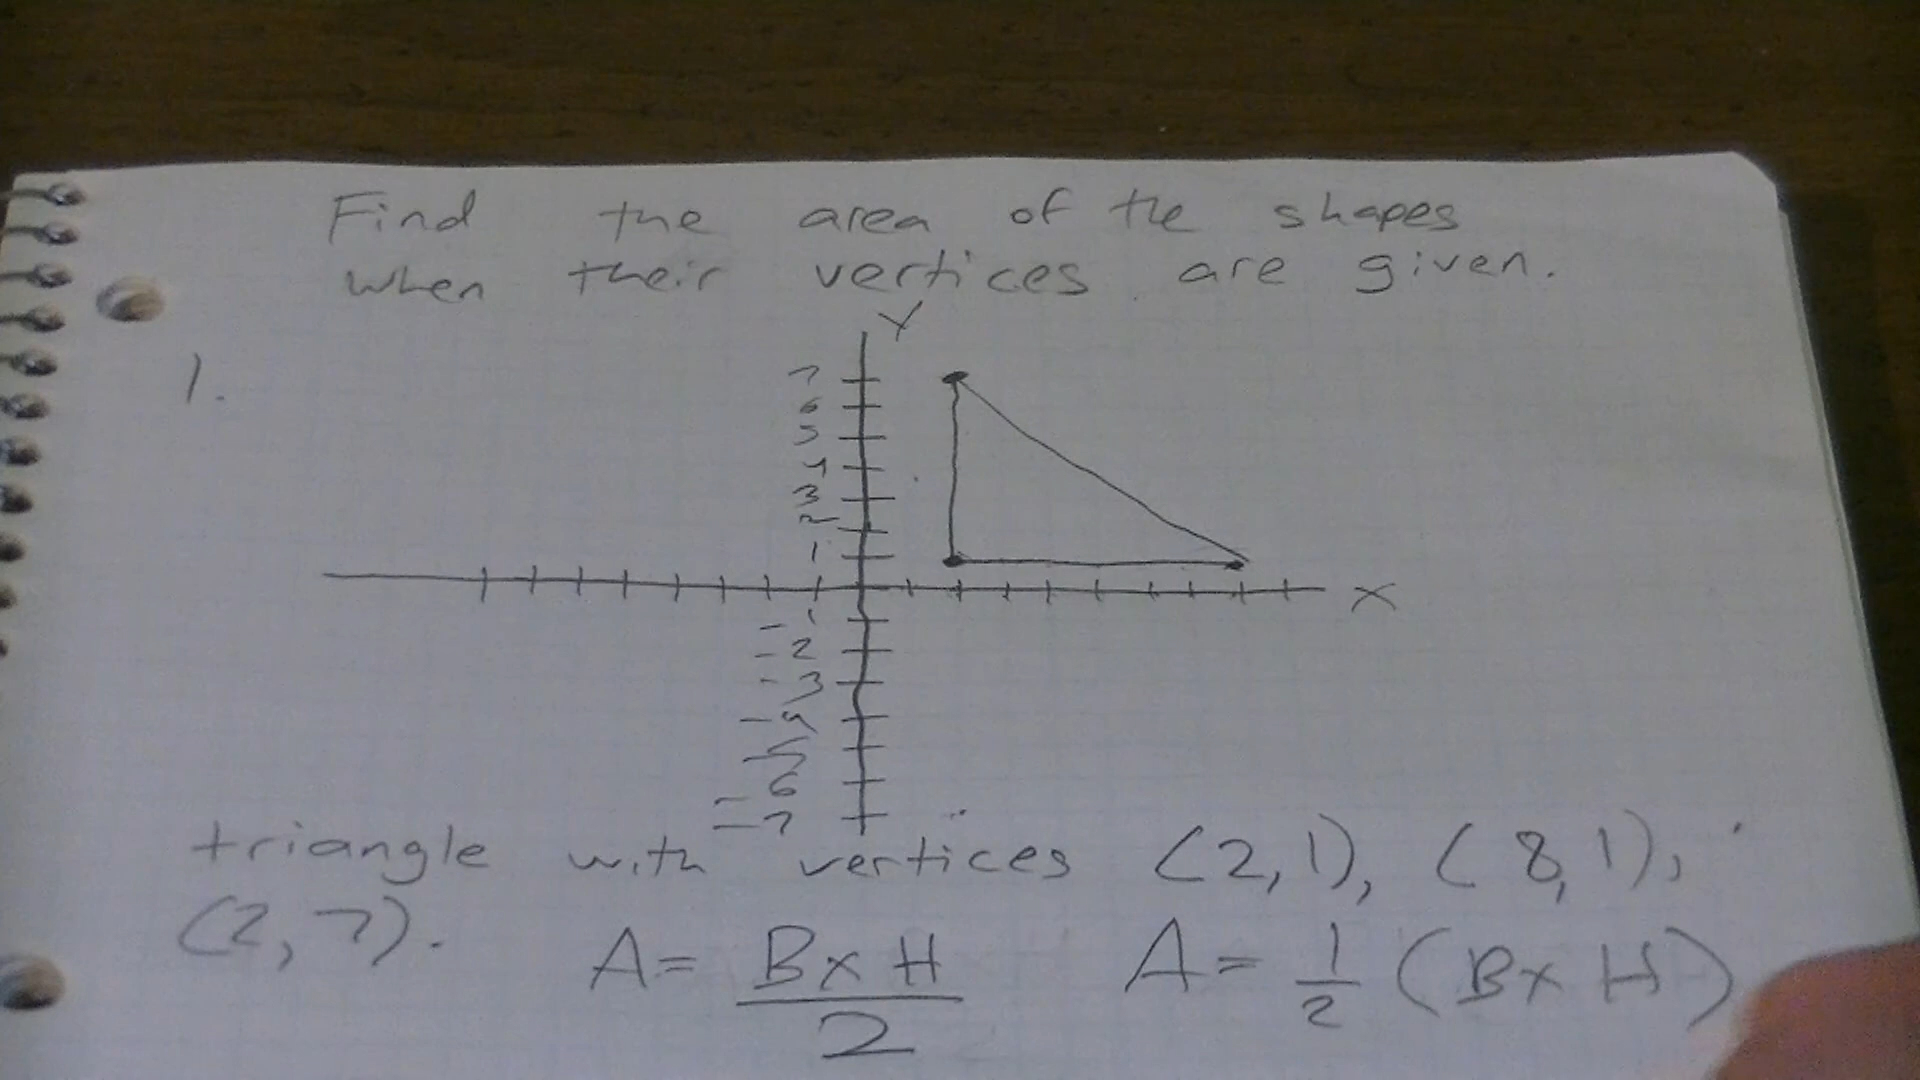 Find the area of the shapes
when their vertices are given.
Y
1.
7
6
5
4
3
2
1
X
-1
-2
-3
-4
-5
-6
-7
triangle with vertices (2,1), (8,1),
(2,7).
A = B x H / 2 A = 1/2 (B x H)